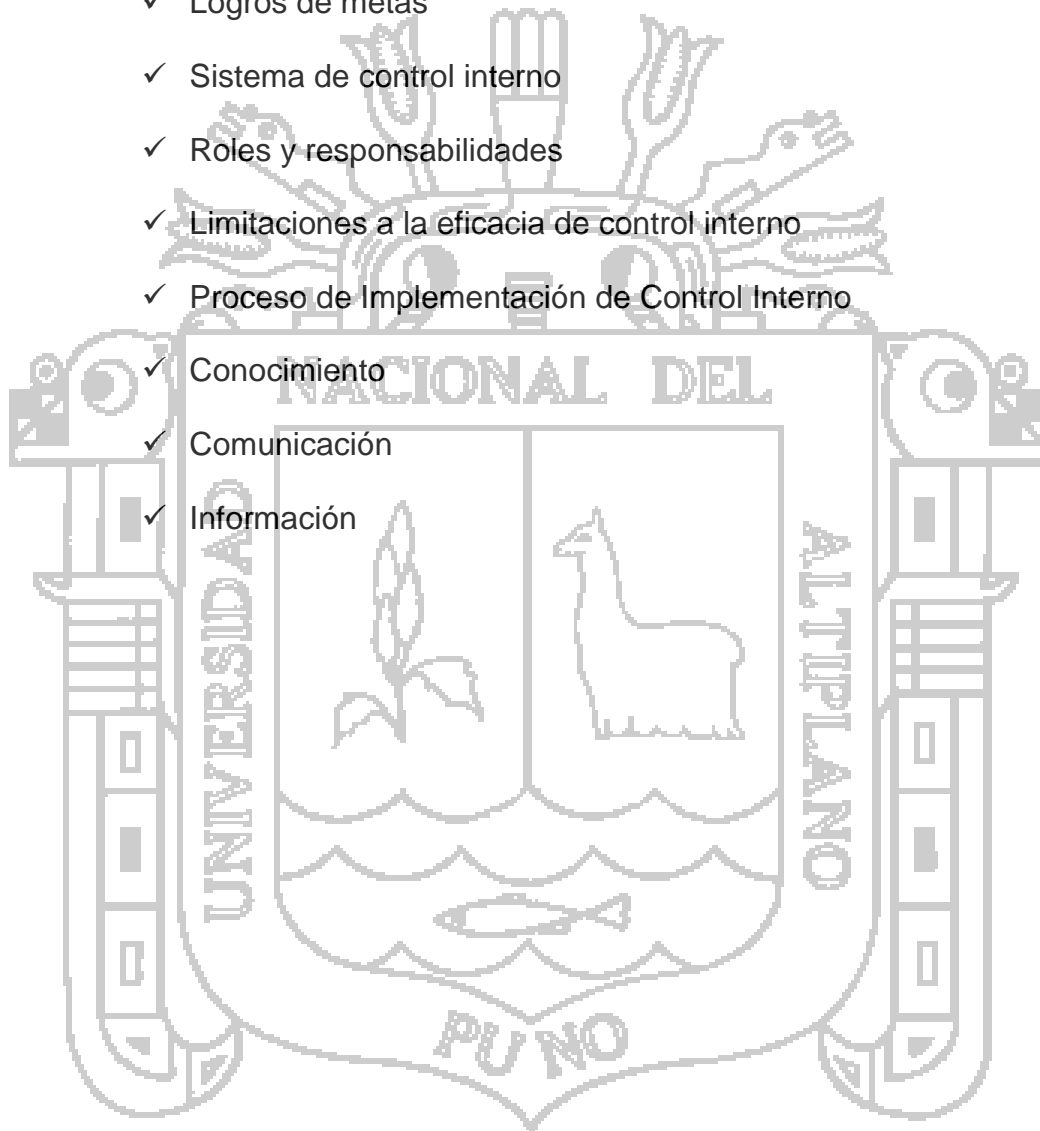 ✓ Logros de metas
✓ Sistema de control interno
✓ Roles y responsabilidades
✓ Limitaciones a la eficacia de control interno
✓ Proceso de Implementación de Control Interno
✓ Conocimiento
✓ Comunicación
✓ Información
NACIONAL DEL
UNIVERSIDAD
ALTIPLANO
PUNO